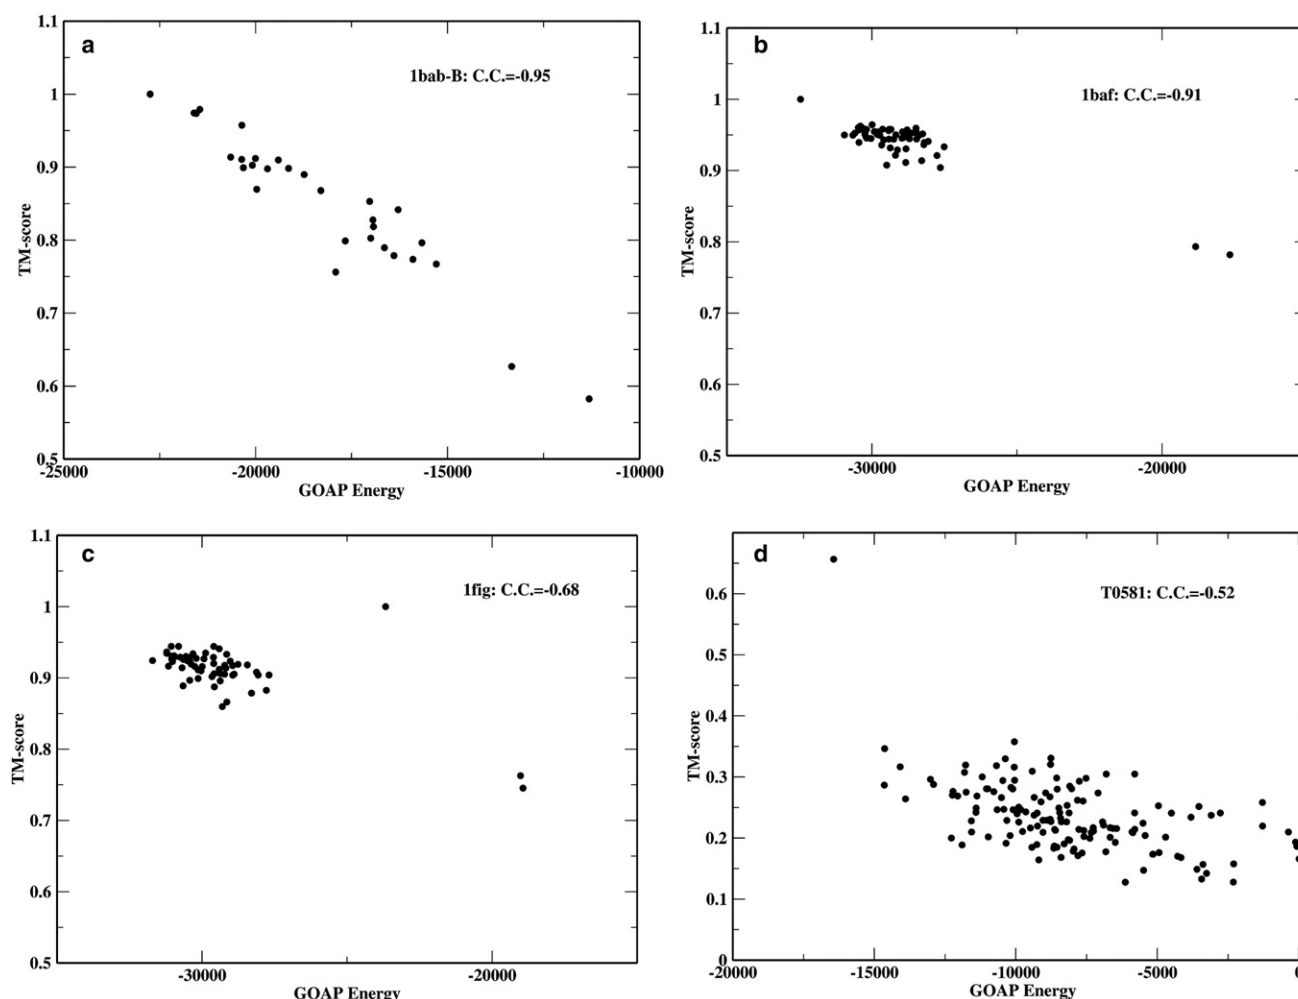 a
1bab-B: C.C.=-0.95
1.1
1
0.9
0.8
0.7
0.6
0.5
TM-score
-25000 -20000 -15000 -10000
GOAP Energy
b
1baf: C.C.=-0.91
1.1
1
0.9
0.8
0.7
0.6
0.5
TM-score
-30000 -20000
GOAP Energy
c
1fig: C.C.=-0.68
1.1
1
0.9
0.8
0.7
0.6
0.5
TM-score
-30000 -20000
GOAP Energy
d
T0581: C.C.=-0.52
0.6
0.5
0.4
0.3
0.2
0.1
0
TM-score
-20000 -15000 -10000 -5000
GOAP Energy